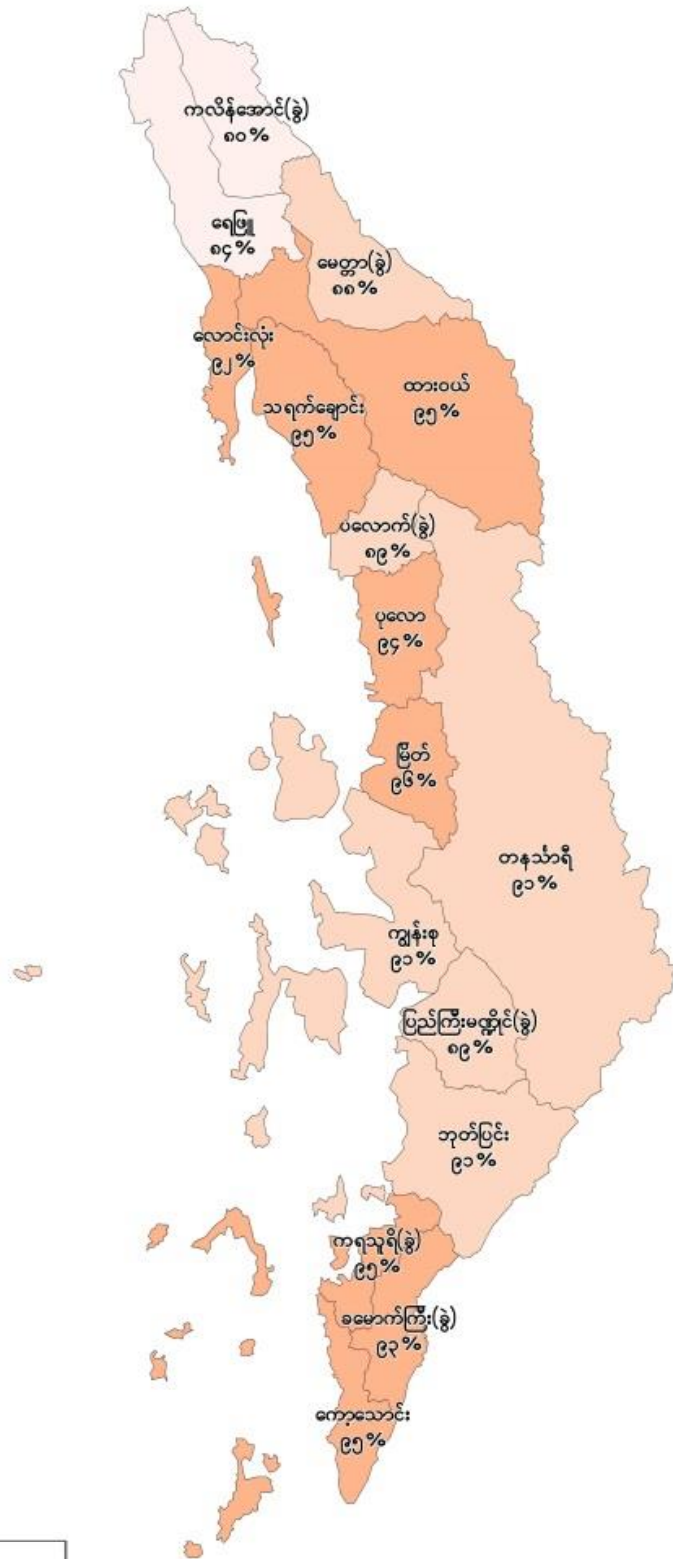 ကလိန်အောင်(ခွဲ)
၈၀%
ရေဖြူ
၈၄%
မေတ္တာ(ခွဲ)
၈၈%
လောင်းလုံး
၉၂%
ထားဝယ်
၉၅%
သရက်ချောင်း
၉၅%
ပလောက်(ခွဲ)
၈၉%
ပုလော
၉၄%
မြိတ်
၉၆%
တနင်္သာရီ
၉၁%
ကျွန်းစု
၉၁%
ပြည်ကြီးမဏ္ဍိုင်(ခွဲ)
၈၉%
ဘုတ်ပြင်း
၉၁%
ကရသူရိ(ခွဲ)
၉၅%
ခမောက်ကြီး(ခွဲ)
၉၃%
ကော့သောင်း
၉၅%